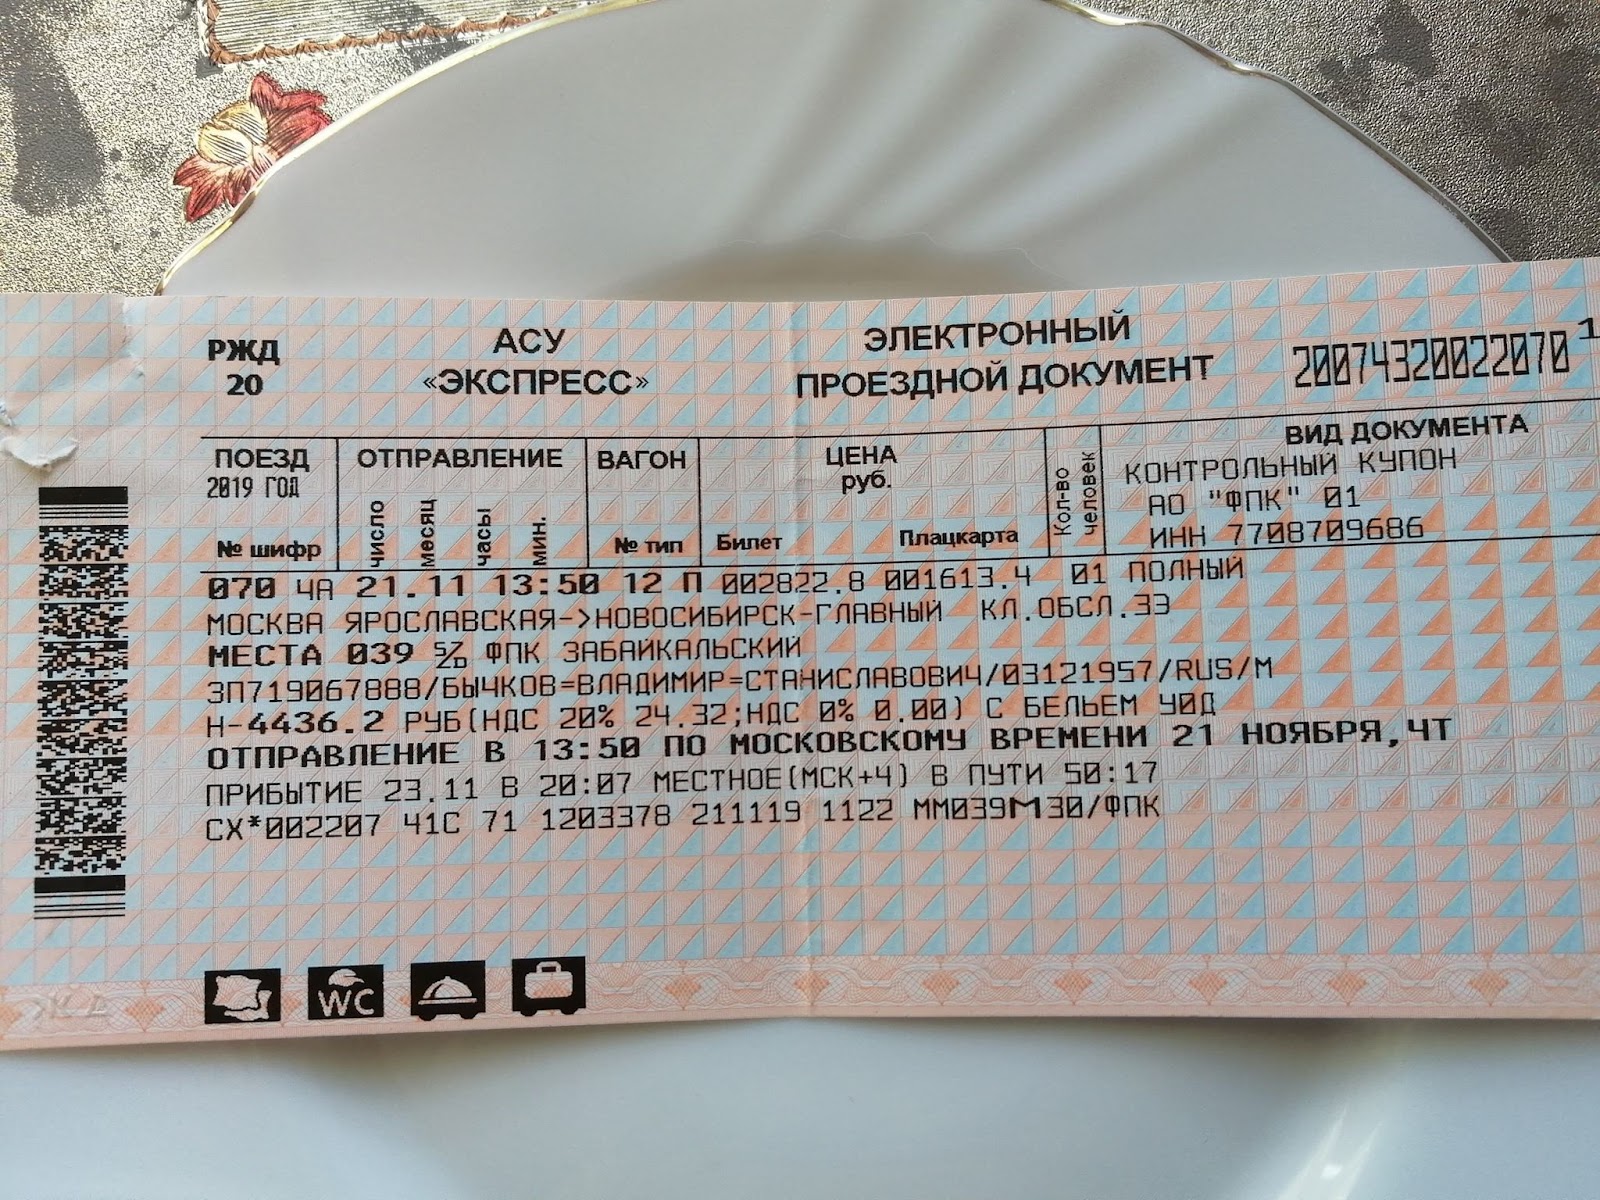 РЖД
20
АСУ
«ЭКСПРЕСС»
ЭЛЕКТРОННЫЙ
ПРОЕЗДНОЙ ДОКУМЕНТ
20074320022070
1
ПОЕЗД
2019 ГОД
№ шифр
ОТПРАВЛЕНИЕ
число
месяц
часы
мин.
ВАГОН
№ тип
ЦЕНА
руб.
Билет
Плацкарта
Кол-во
человек
ВИД ДОКУМЕНТА
КОНТРОЛЬНЫЙ КУПОН
АО "ФПК" 01
ИНН 7708709686
070 ЧА 21.11 13:50 12 П 002822.8 001613.4 01 ПОЛНЫЙ
МОСКВА ЯРОСЛАВСКАЯ->НОВОСИБИРСК-ГЛАВНЫЙ КЛ.ОБСЛ.3Э
МЕСТА 039 ФПК ЗАБАЙКАЛЬСКИЙ
ЗП719067888/БЫЧКОВ=ВЛАДИМИР=СТАНИСЛАВОВИЧ/03121957/RUS/M
Н-4436.2 РУБ(НДС 20% 24.32;НДС 0% 0.00) С БЕЛЬЕМ У0Д
ОТПРАВЛЕНИЕ В 13:50 ПО МОСКОВСКОМУ ВРЕМЕНИ 21 НОЯБРЯ,ЧТ
ПРИБЫТИЕ 23.11 В 20:07 МЕСТНОЕ(МСК+4) В ПУТИ 50:17
СХ*002207 41С 71 1203378 211119 1122 ММ039М30/ФПК
WC